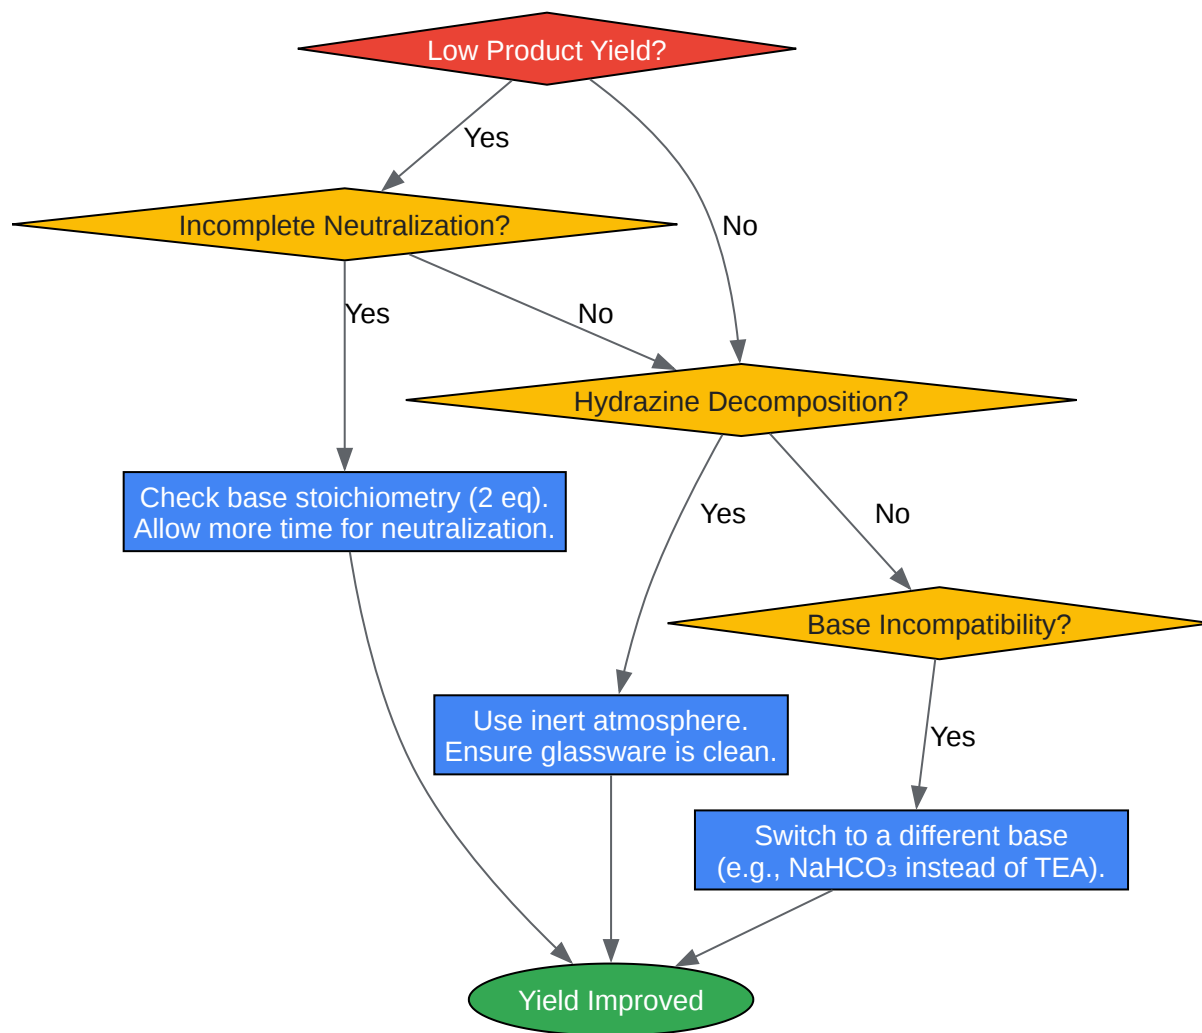 Low Product Yield?
Yes
Incomplete Neutralization?
No
Yes
No
Hydrazine Decomposition?
Check base stoichiometry (2 eq).
Allow more time for neutralization.
Yes
No
Base Incompatibility?
Use inert atmosphere.
Ensure glassware is clean.
Yes
Switch to a different base
(e.g., NaHCO₃ instead of TEA).
Yield Improved